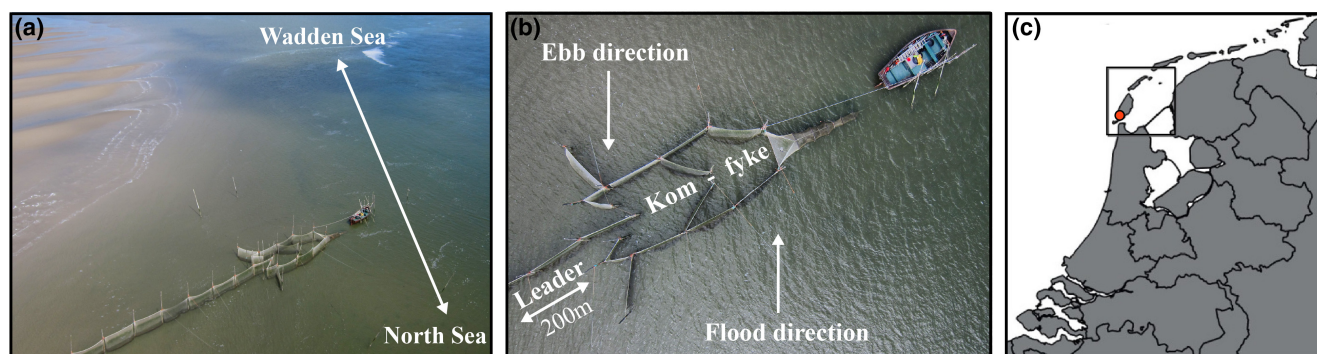 (a)
Wadden Sea
North Sea
(b)
Ebb direction
Kom - fyke
Leader
200m
Flood direction
(c)